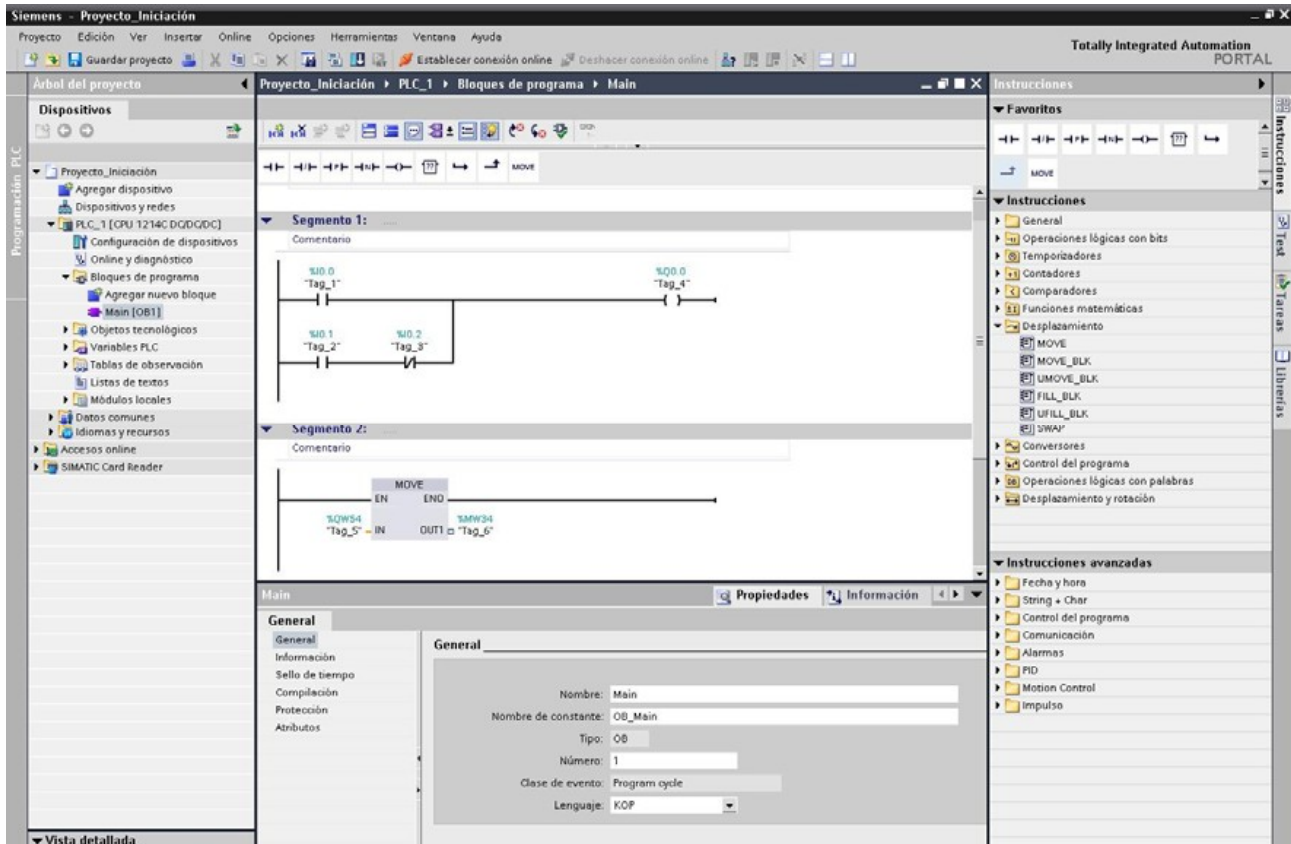 Siemens - Proyecto_Iniciación
Proyecto Edición Ver Insertar Online Opciones Herramientas Ventana Ayuda
Totally Integrated Automation
PORTAL
Guardar proyecto Establecer conexión online Deshacer conexión online
Programación PLC
Árbol del proyecto
Dispositivos
Proyecto_Iniciación
Agregar dispositivo
Dispositivos y redes
PLC_1 [CPU 1214C DC/DC/DC]
Configuración de dispositivos
Online y diagnóstico
Bloques de programa
Agregar nuevo bloque
Main [OB1]
Objetos tecnológicos
Variables PLC
Tablas de observación
Listas de textos
Módulos locales
Datos comunes
Idiomas y recursos
Accesos online
SIMATIC Card Reader
Vista detallada
Proyecto_Iniciación PLC_1 Bloques de programa Main
?? MOVE
Segmento 1: ....
Comentario
%I0.0
"Tag_1"
%Q0.0
"Tag_4"
%I0.1
"Tag_2"
%I0.2
"Tag_3"
Segmento 2: ....
Comentario
MOVE
EN ENO
%QW54
"Tag_5" IN
%MW34
OUT1 "Tag_6"
Main
Propiedades Información
General
General
Información
Sello de tiempo
Compilación
Protección
Atributos
General
Nombre: Main
Nombre de constante: OB_Main
Tipo: OB
Número: 1
Clase de evento: Program cycle
Lenguaje: KOP
Instrucciones
Favoritos
??
MOVE
Instrucciones
General
Operaciones lógicas con bits
Temporizadores
Contadores
Comparadores
Funciones matemáticas
Desplazamiento
MOVE
MOVE_BLK
UMOVE_BLK
FILL_BLK
UFILL_BLK
SWAP
Conversores
Control del programa
Operaciones lógicas con palabras
Desplazamiento y rotación
Instrucciones avanzadas
Fecha y hora
String + Char
Control del programa
Comunicación
Alarmas
PID
Motion Control
Impulso
Instrucciones
Test
Tareas
Librerías